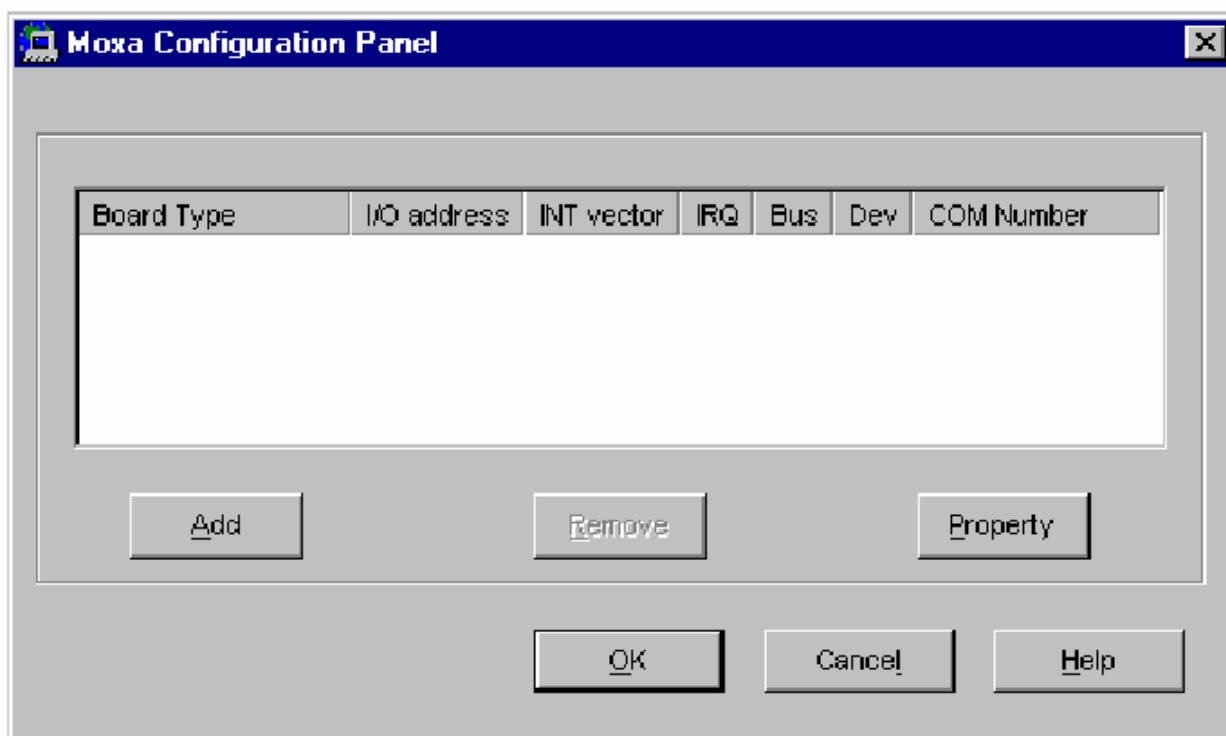 Moxa Configuration Panel
Board Type I/O address INT vector IRQ Bus Dev COM Number
Add Remove Property
OK Cancel Help